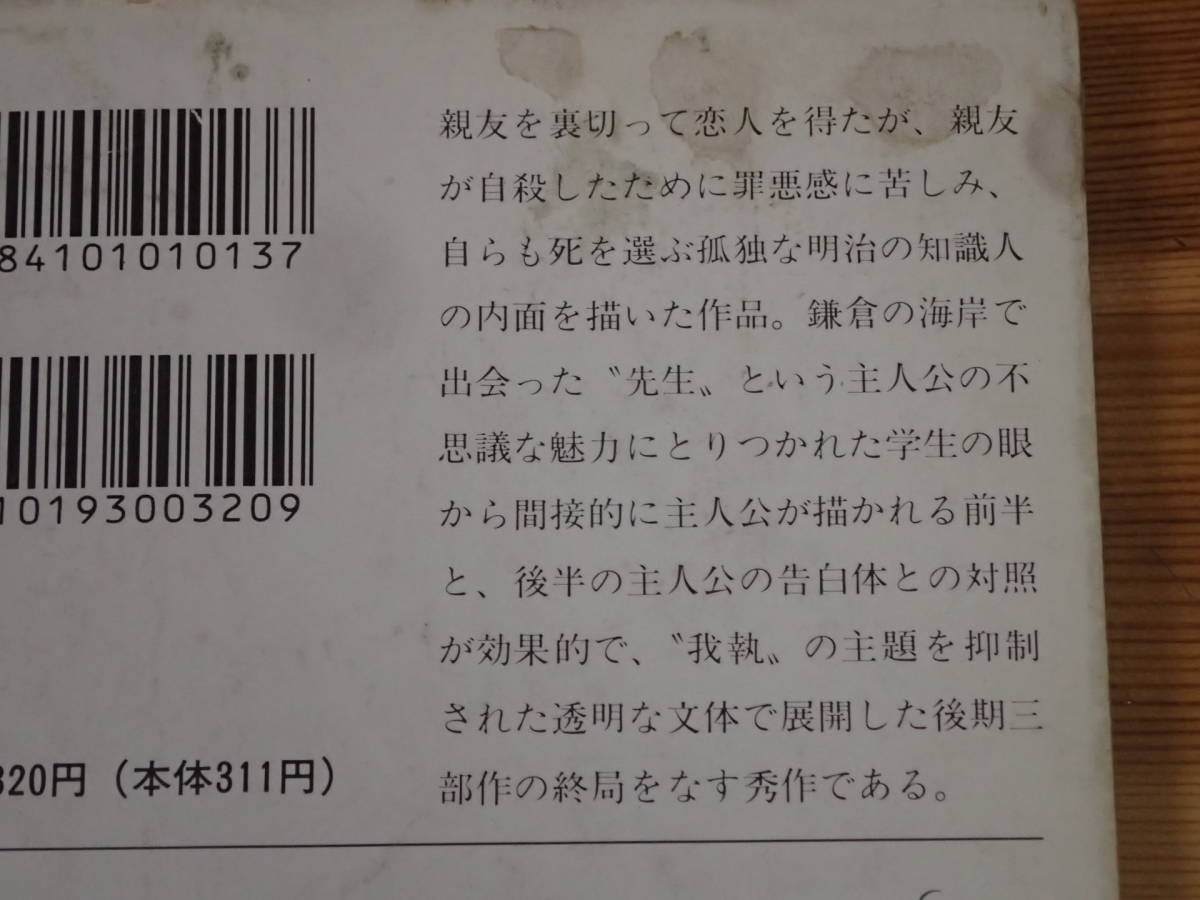 84101010137
10193003209
320円（本体311円）
親友を裏切って恋人を得たが、親友
が自殺したために罪悪感に苦しみ、
自らも死を選ぶ孤独な明治の知識人
の内面を描いた作品。鎌倉の海岸で
出会った〝先生〟という主人公の不
思議な魅力にとりつかれた学生の眼
から間接的に主人公が描かれる前半
と、後半の主人公の告白体との対照
が効果的で、〝我執〟の主題を抑制
された透明な文体で展開した後期三
部作の終局をなす秀作である。